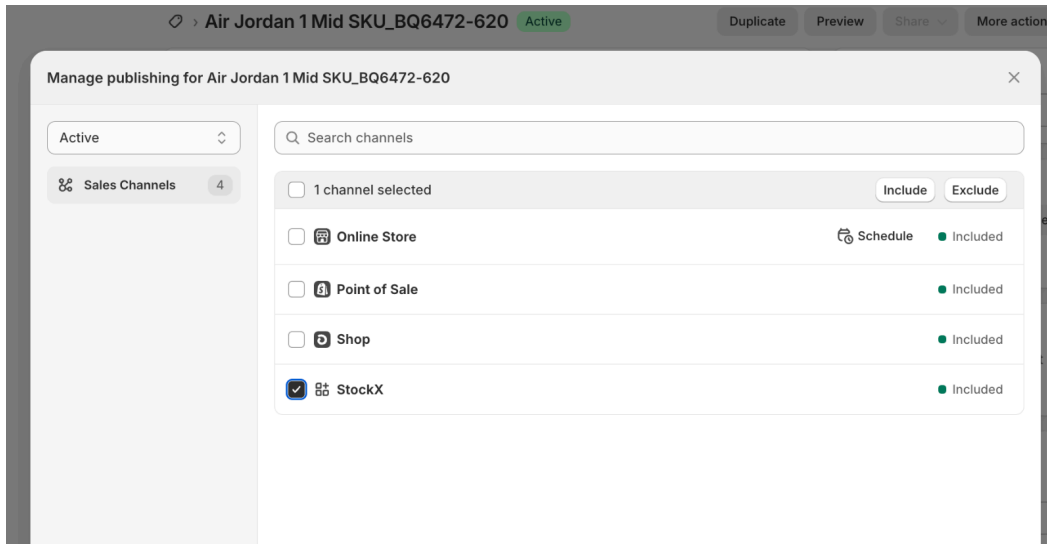 › Air Jordan 1 Mid SKU_BQ6472-620 Active Duplicate Preview Share More action
Manage publishing for Air Jordan 1 Mid SKU_BQ6472-620
Active
Search channels
Sales Channels 4
1 channel selected Include Exclude
Online Store Schedule Included
Point of Sale Included
Shop Included
StockX Included